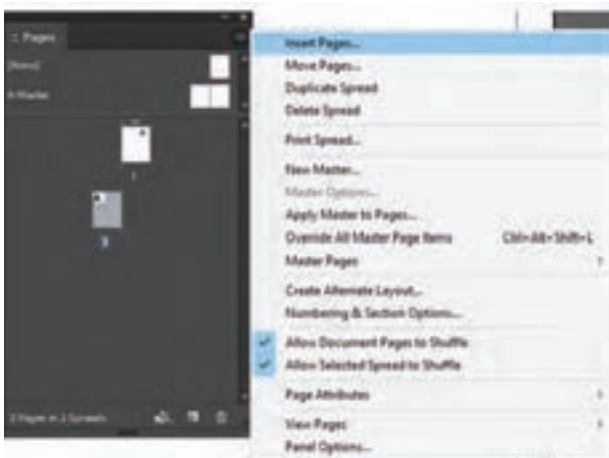 Pages
[None]
A-Master
1
Insert Pages...
Move Pages...
Duplicate Spread
Delete Spread
Print Spread...
New Master...
Master Options...
Apply Master to Pages...
Override All Master Page Items Ctrl+Alt+Shift+L
Master Pages
Create Alternate Layout...
Numbering & Section Options...
Allow Document Pages to Shuffle
Allow Selected Spread to Shuffle
Page Attributes
View Pages
Panel Options...
2 Pages in 2 Spreads